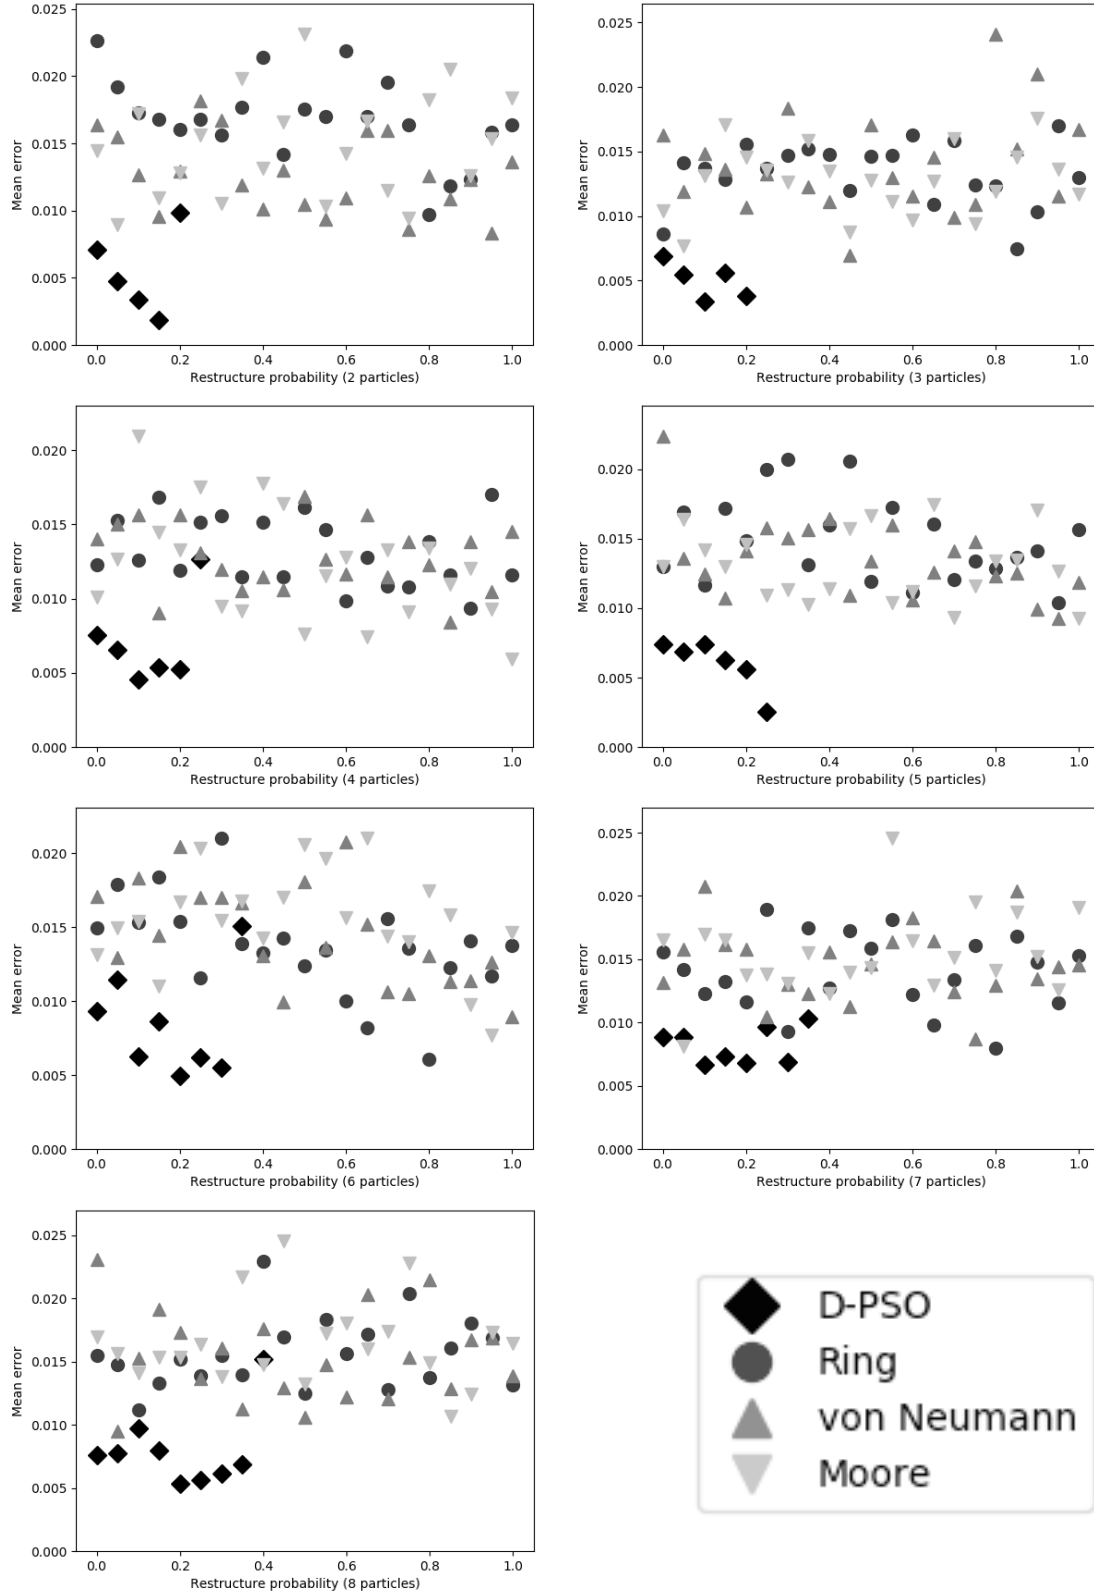 0.025
0.020
0.015
0.010
0.005
0.000
Mean error
0.0 0.2 0.4 0.6 0.8 1.0
Restructure probability (2 particles)
0.025
0.020
0.015
0.010
0.005
0.000
Mean error
0.0 0.2 0.4 0.6 0.8 1.0
Restructure probability (3 particles)
0.020
0.015
0.010
0.005
0.000
Mean error
0.0 0.2 0.4 0.6 0.8 1.0
Restructure probability (4 particles)
0.020
0.015
0.010
0.005
0.000
Mean error
0.0 0.2 0.4 0.6 0.8 1.0
Restructure probability (5 particles)
0.020
0.015
0.010
0.005
0.000
Mean error
0.0 0.2 0.4 0.6 0.8 1.0
Restructure probability (6 particles)
0.025
0.020
0.015
0.010
0.005
0.000
Mean error
0.0 0.2 0.4 0.6 0.8 1.0
Restructure probability (7 particles)
0.025
0.020
0.015
0.010
0.005
0.000
Mean error
0.0 0.2 0.4 0.6 0.8 1.0
Restructure probability (8 particles)
D-PSO
Ring
von Neumann
Moore